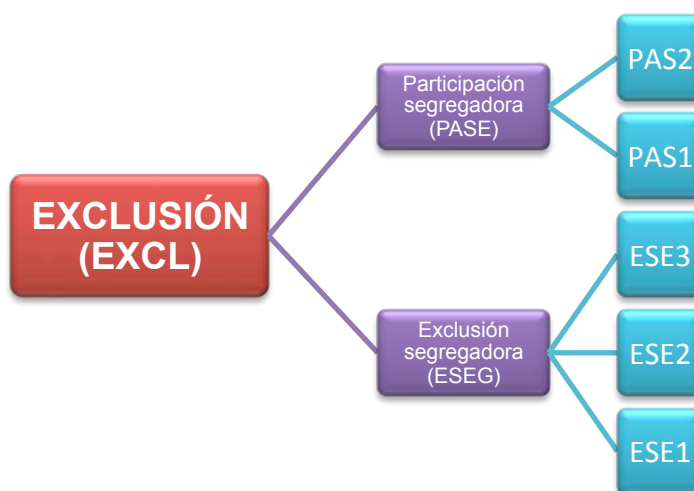 EXCLUSIÓN
(EXCL)
Participación
segregadora
(PASE)
PAS2
PAS1
Exclusión
segregadora
(ESEG)
ESE3
ESE2
ESE1